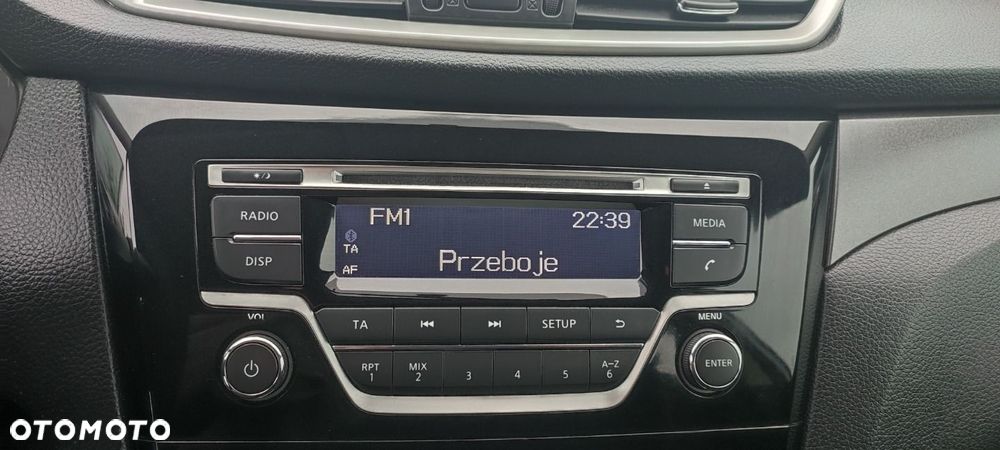 FM1 22:39
TA
Przeboje
AF
RADIO
DISP
MEDIA
VOL
MENU
TA
SETUP
ENTER
RPT
1
MIX
2
3
4
5
A-Z
6
OTOMOTO